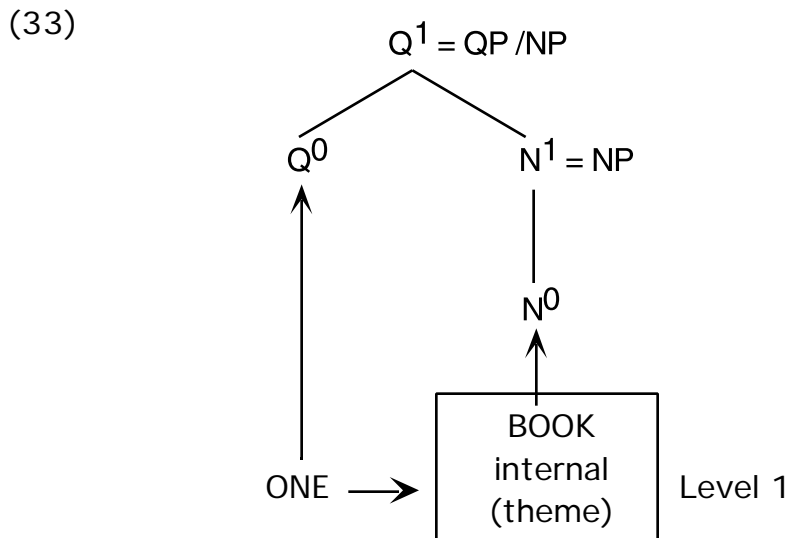 (33)
Q¹ = QP/NP
Q⁰ N¹ = NP
N⁰
BOOK
ONE internal Level 1
(theme)